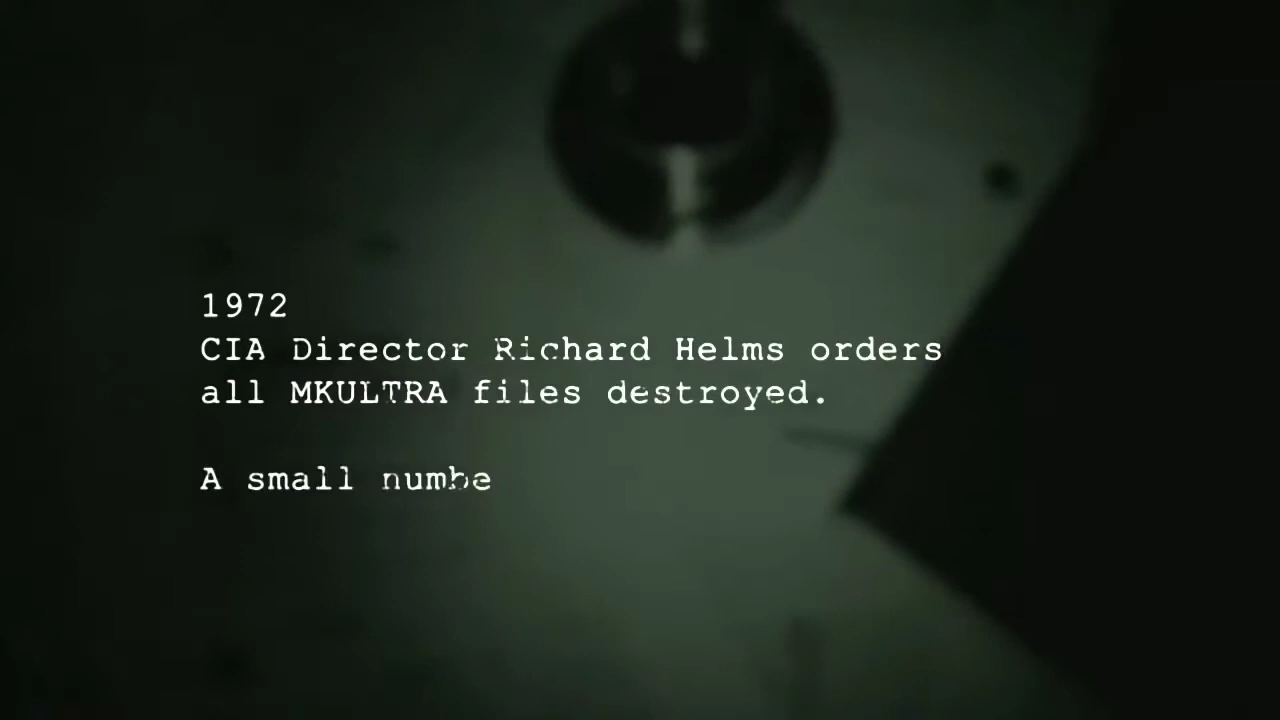 1972
CIA Director Richard Helms orders
all MKULTRA files destroyed.
A small numbe